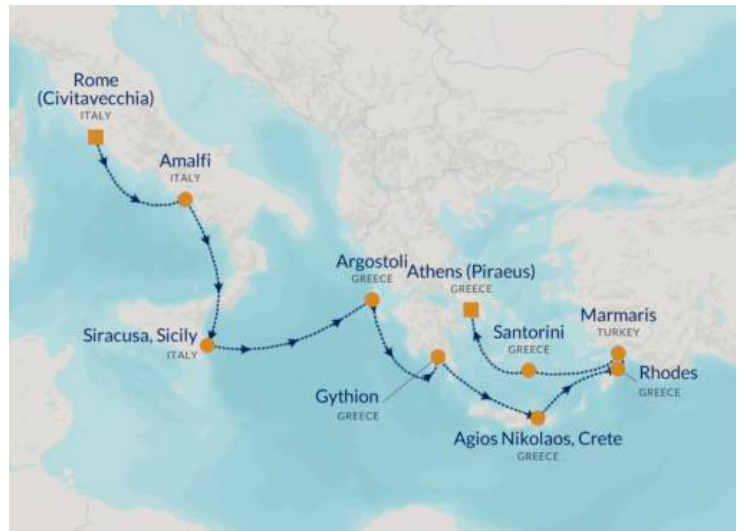 Rome
(Civitavecchia)
ITALY
Amalfi
ITALY
Siracusa, Sicily
ITALY
Argostoli
GREECE
Athens (Piraeus)
GREECE
Gythion
GREECE
Santorini
GREECE
Marmaris
TURKEY
Rhodes
GREECE
Agios Nikolaos, Crete
GREECE